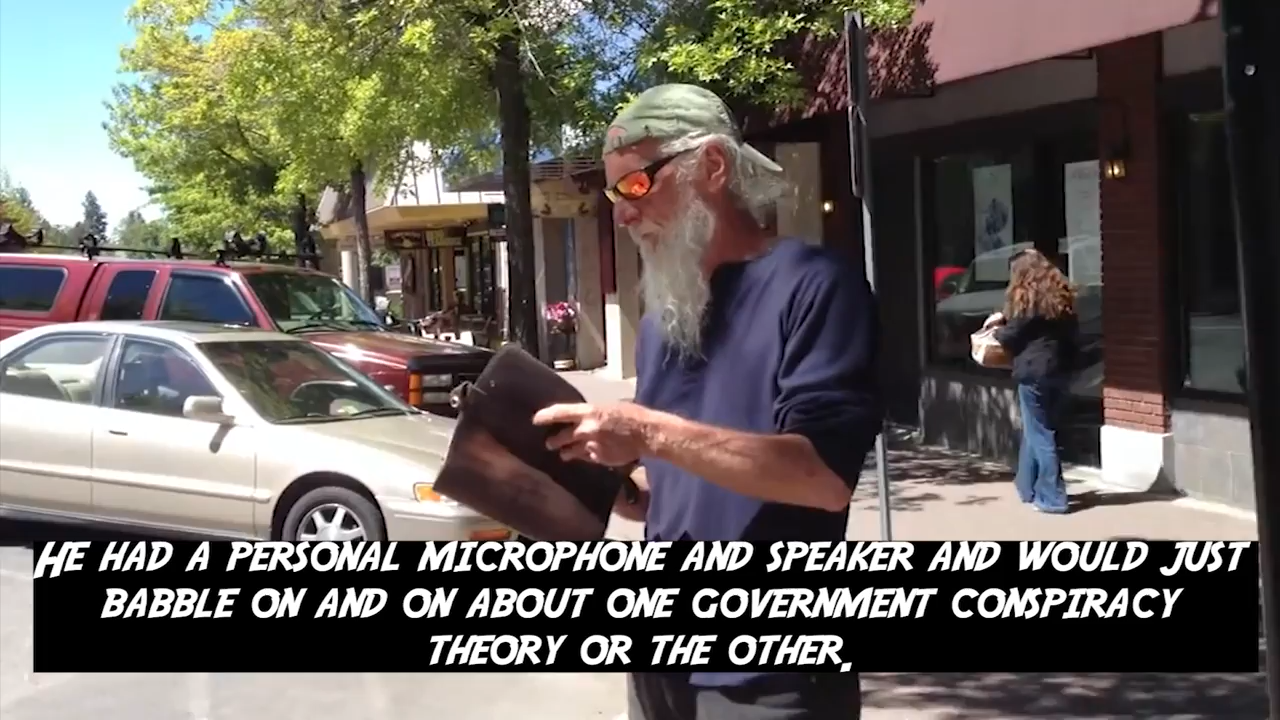 HE HAD A PERSONAL MICROPHONE AND SPEAKER AND WOULD JUST
BABBLE ON AND ON ABOUT ONE GOVERNMENT CONSPIRACY
THEORY OR THE OTHER.